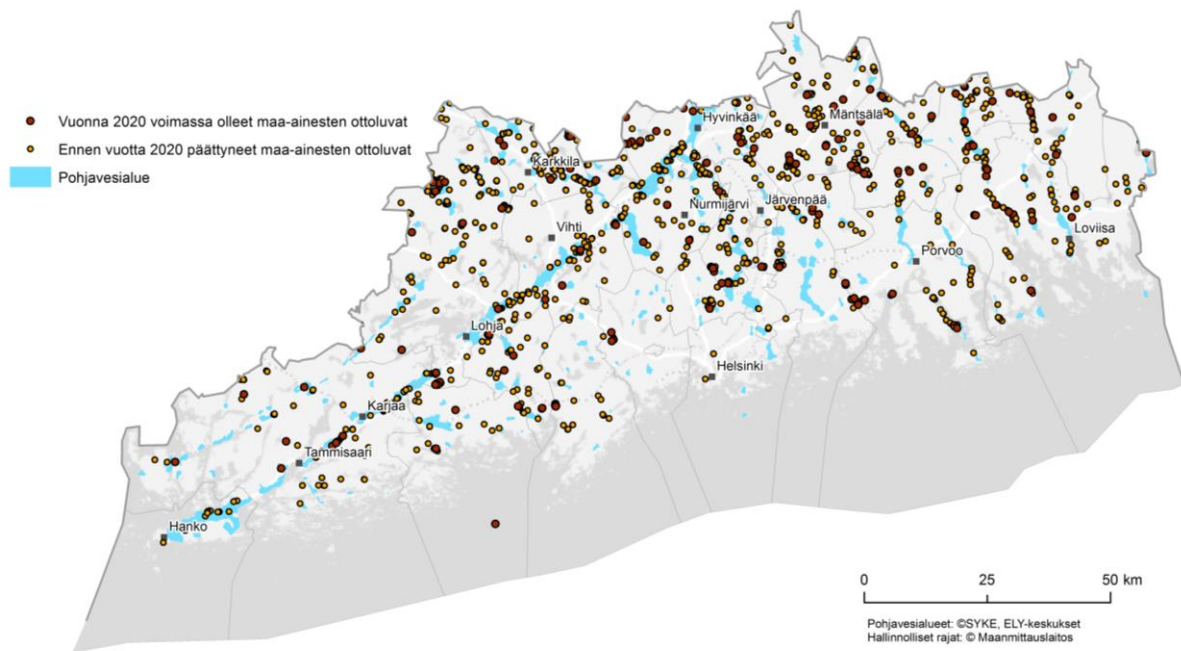 Vuonna 2020 voimassa olleet maa-ainesten ottoluvat
Ennen vuotta 2020 päättyneet maa-ainesten ottoluvat
Pohjavesialue
Hyvinkää
Mäntsälä
Karkkila
Nurmijärvi
Järvenpää
Vihti
Loviisa
Porvoo
Lohja
Helsinki
Karjaa
Tammisaari
Hanko
0 25 50 km
Pohjavesialueet: ©SYKE, ELY-keskukset
Hallinnolliset rajat: © Maanmittauslaitos